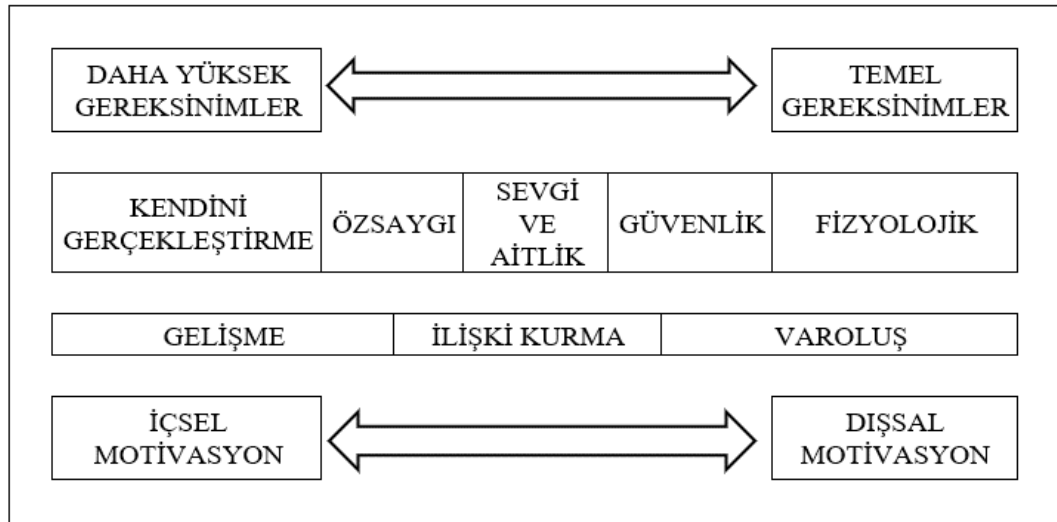 DAHA YÜKSEK
GEREKSİNİMLER
TEMEL
GEREKSİNİMLER
KENDİNİ
GERÇEKLEŞTİRME
ÖZSAYGI
SEVGİ
VE
AİTLİK
GÜVENLİK
FİZYOLOJİK
GELİŞME
İLİŞKİ KURMA
VAROLUŞ
İÇSEL
MOTİVASYON
DIŞSAL
MOTİVASYON